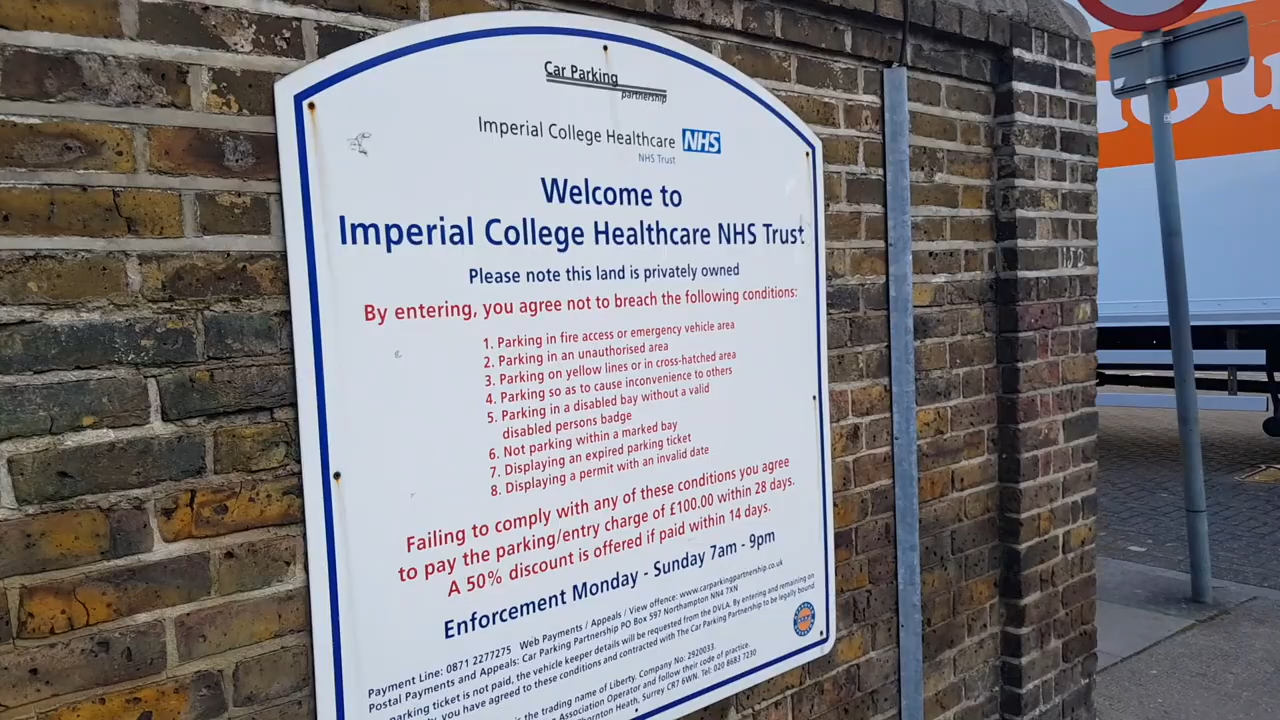 Car Parking
partnership
Imperial College Healthcare NHS
NHS Trust
Welcome to
Imperial College Healthcare NHS Trust
Please note this land is privately owned
By entering, you agree not to breach the following conditions:
1. Parking in fire access or emergency vehicle area
2. Parking in an unauthorised area
3. Parking on yellow lines or in cross-hatched area
4. Parking so as to cause inconvenience to others
5. Parking in a disabled bay without a valid
disabled persons badge
6. Not parking within a marked bay
7. Displaying an expired parking ticket
8. Displaying a permit with an invalid date
Failing to comply with any of these conditions you agree
to pay the parking/entry charge of £100.00 within 28 days.
A 50% discount is offered if paid within 14 days.
Enforcement Monday - Sunday 7am - 9pm
Payment Line: 0871 2277275 Web Payments / Appeals / View offence: www.carparkingpartnership.co.uk
Postal Payments and Appeals: Car Parking Partnership PO Box 597 Northampton NN4 7XN
parking ticket is not paid, the vehicle keeper details will be requested from the DVLA. By entering and remaining on
you have agreed to these conditions and contracted with The Car Parking Partnership to be legally bound
is the trading name of Liberty. Company No: 2920033.
Association Operator and follow their code of practice.
Thornton Heath, Surrey CR7 6WN. Tel: 020 8683 7230
152